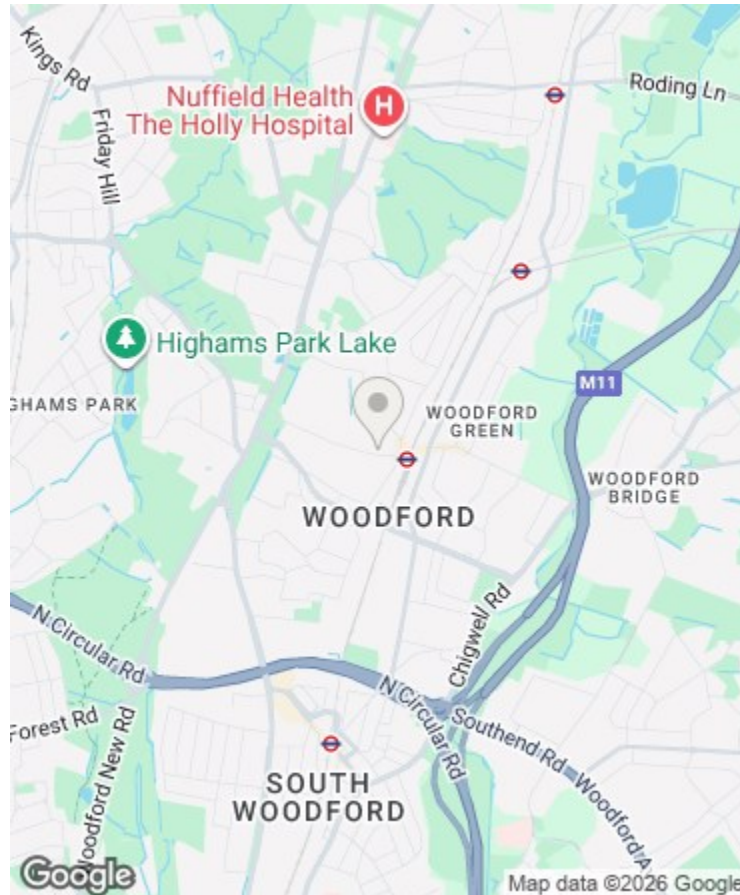 Kings Rd
Nuffield Health
The Holly Hospital
H
Roding Ln
Friday Hill
Highams Park Lake
GHAMS PARK
M11
WOODFORD
GREEN
WOODFORD
BRIDGE
WOODFORD
Chigwell Rd
N Circular Rd
N Circular Rd
Southend Rd
Woodford A
Forest Rd
Woodford New Rd
SOUTH
WOODFORD
Google
Map data ©2026 Google